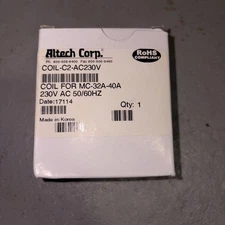 Altech Corp.
RoHS
COMPLIANT
COIL-C2-AC230V
COIL FOR MC-32A-40A
230V AC 50/60HZ
Date:17114
Qty: 1
Made in Korea